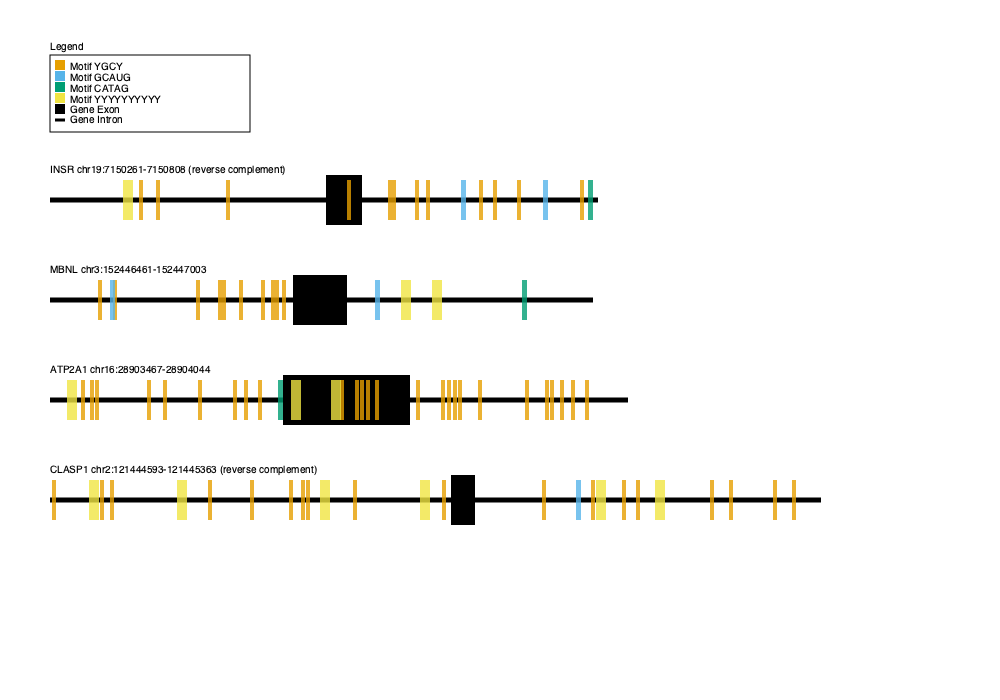 Legend
Motif YGCY
Motif GCAUG
Motif CATAG
Motif YYYYYYYYYY
Gene Exon
Gene Intron
INSR chr19:7150261-7150808 (reverse complement)
MBNL chr3:152446461-152447003
ATP2A1 chr16:28903467-28904044
CLASP1 chr2:121444593-121445363 (reverse complement)